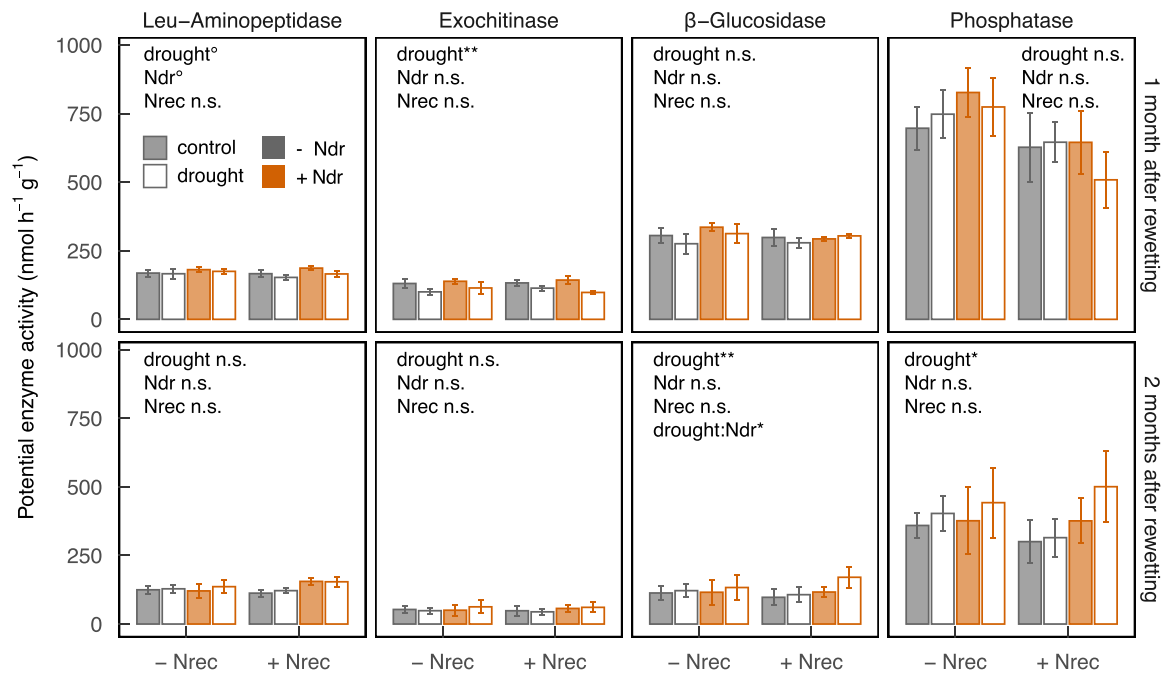 Leu−Aminopeptidase
Exochitinase
β−Glucosidase
Phosphatase
Potential enzyme activity (nmol h⁻¹ g⁻¹)
1000
750
500
250
0
drought°
Ndr°
Nrec n.s.
control
drought
- Ndr
+ Ndr
drought**
Ndr n.s.
Nrec n.s.
drought n.s.
Ndr n.s.
Nrec n.s.
drought n.s.
Ndr n.s.
Nrec n.s.
1 month after rewetting
1000
750
500
250
0
drought n.s.
Ndr n.s.
Nrec n.s.
drought n.s.
Ndr n.s.
Nrec n.s.
drought**
Ndr n.s.
Nrec n.s.
drought:Ndr*
drought*
Ndr n.s.
Nrec n.s.
2 months after rewetting
− Nrec
+ Nrec
− Nrec
+ Nrec
− Nrec
+ Nrec
− Nrec
+ Nrec